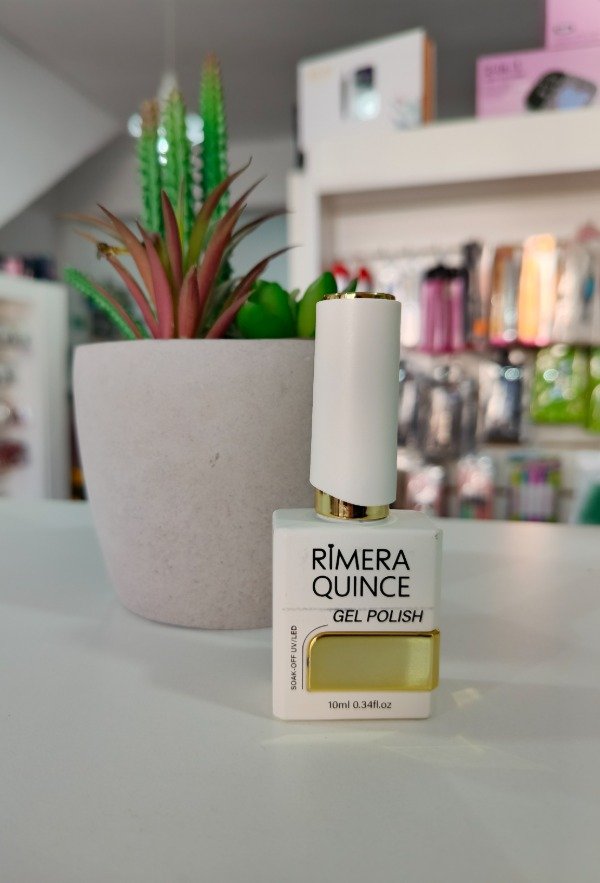 RIMERA
QUINCE
GEL POLISH
SOAK-OFF UV/LED
10ml 0.34fl.oz